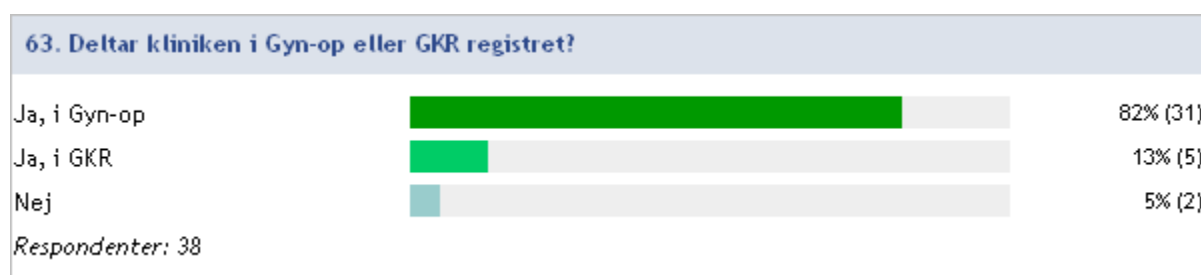 63. Deltar kliniken i Gyn-op eller GKR registret?
Ja, i Gyn-op 82% (31)
Ja, i GKR 13% (5)
Nej 5% (2)
Respondenter: 38